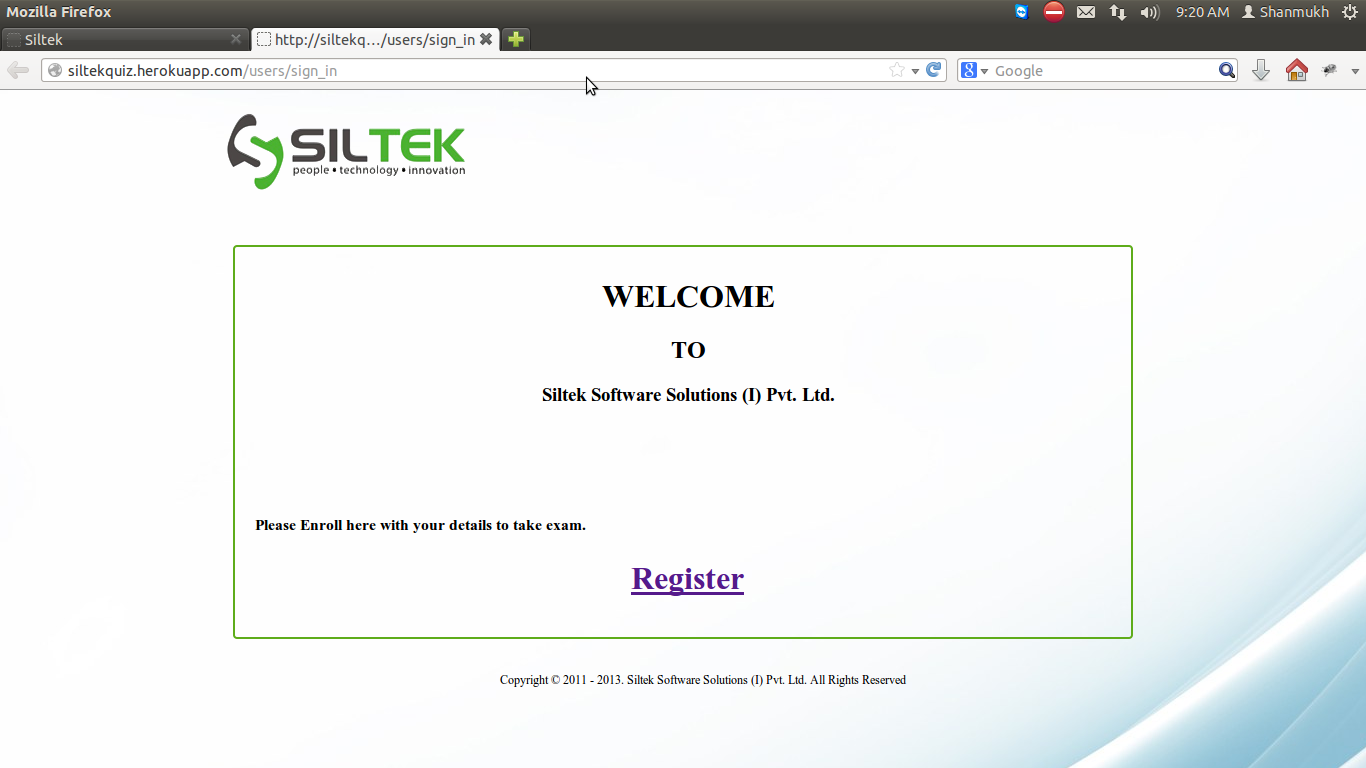 Mozilla Firefox
9:20 AM Shanmukh
Siltek
http://siltekq…/users/sign_in
siltekquiz.herokuapp.com/users/sign_in
Google
SILTEK
people • technology • innovation
WELCOME
TO
Siltek Software Solutions (I) Pvt. Ltd.
Please Enroll here with your details to take exam.
Register
Copyright © 2011 - 2013. Siltek Software Solutions (I) Pvt. Ltd. All Rights Reserved